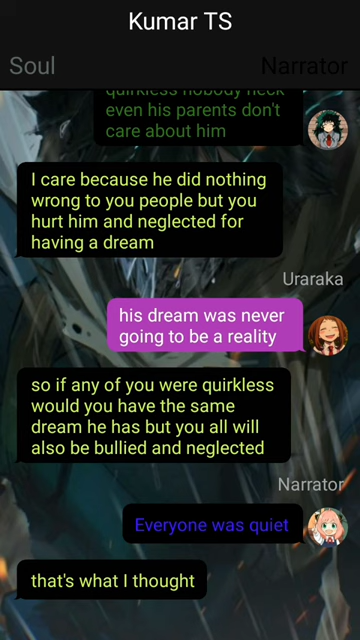 Kumar TS
Soul
Narrator
quirkless nobody heck
even his parents don't
care about him
I care because he did nothing
wrong to you people but you
hurt him and neglected for
having a dream
Uraraka
his dream was never
going to be a reality
so if any of you were quirkless
would you have the same
dream he has but you all will
also be bullied and neglected
Narrator
Everyone was quiet
that's what I thought